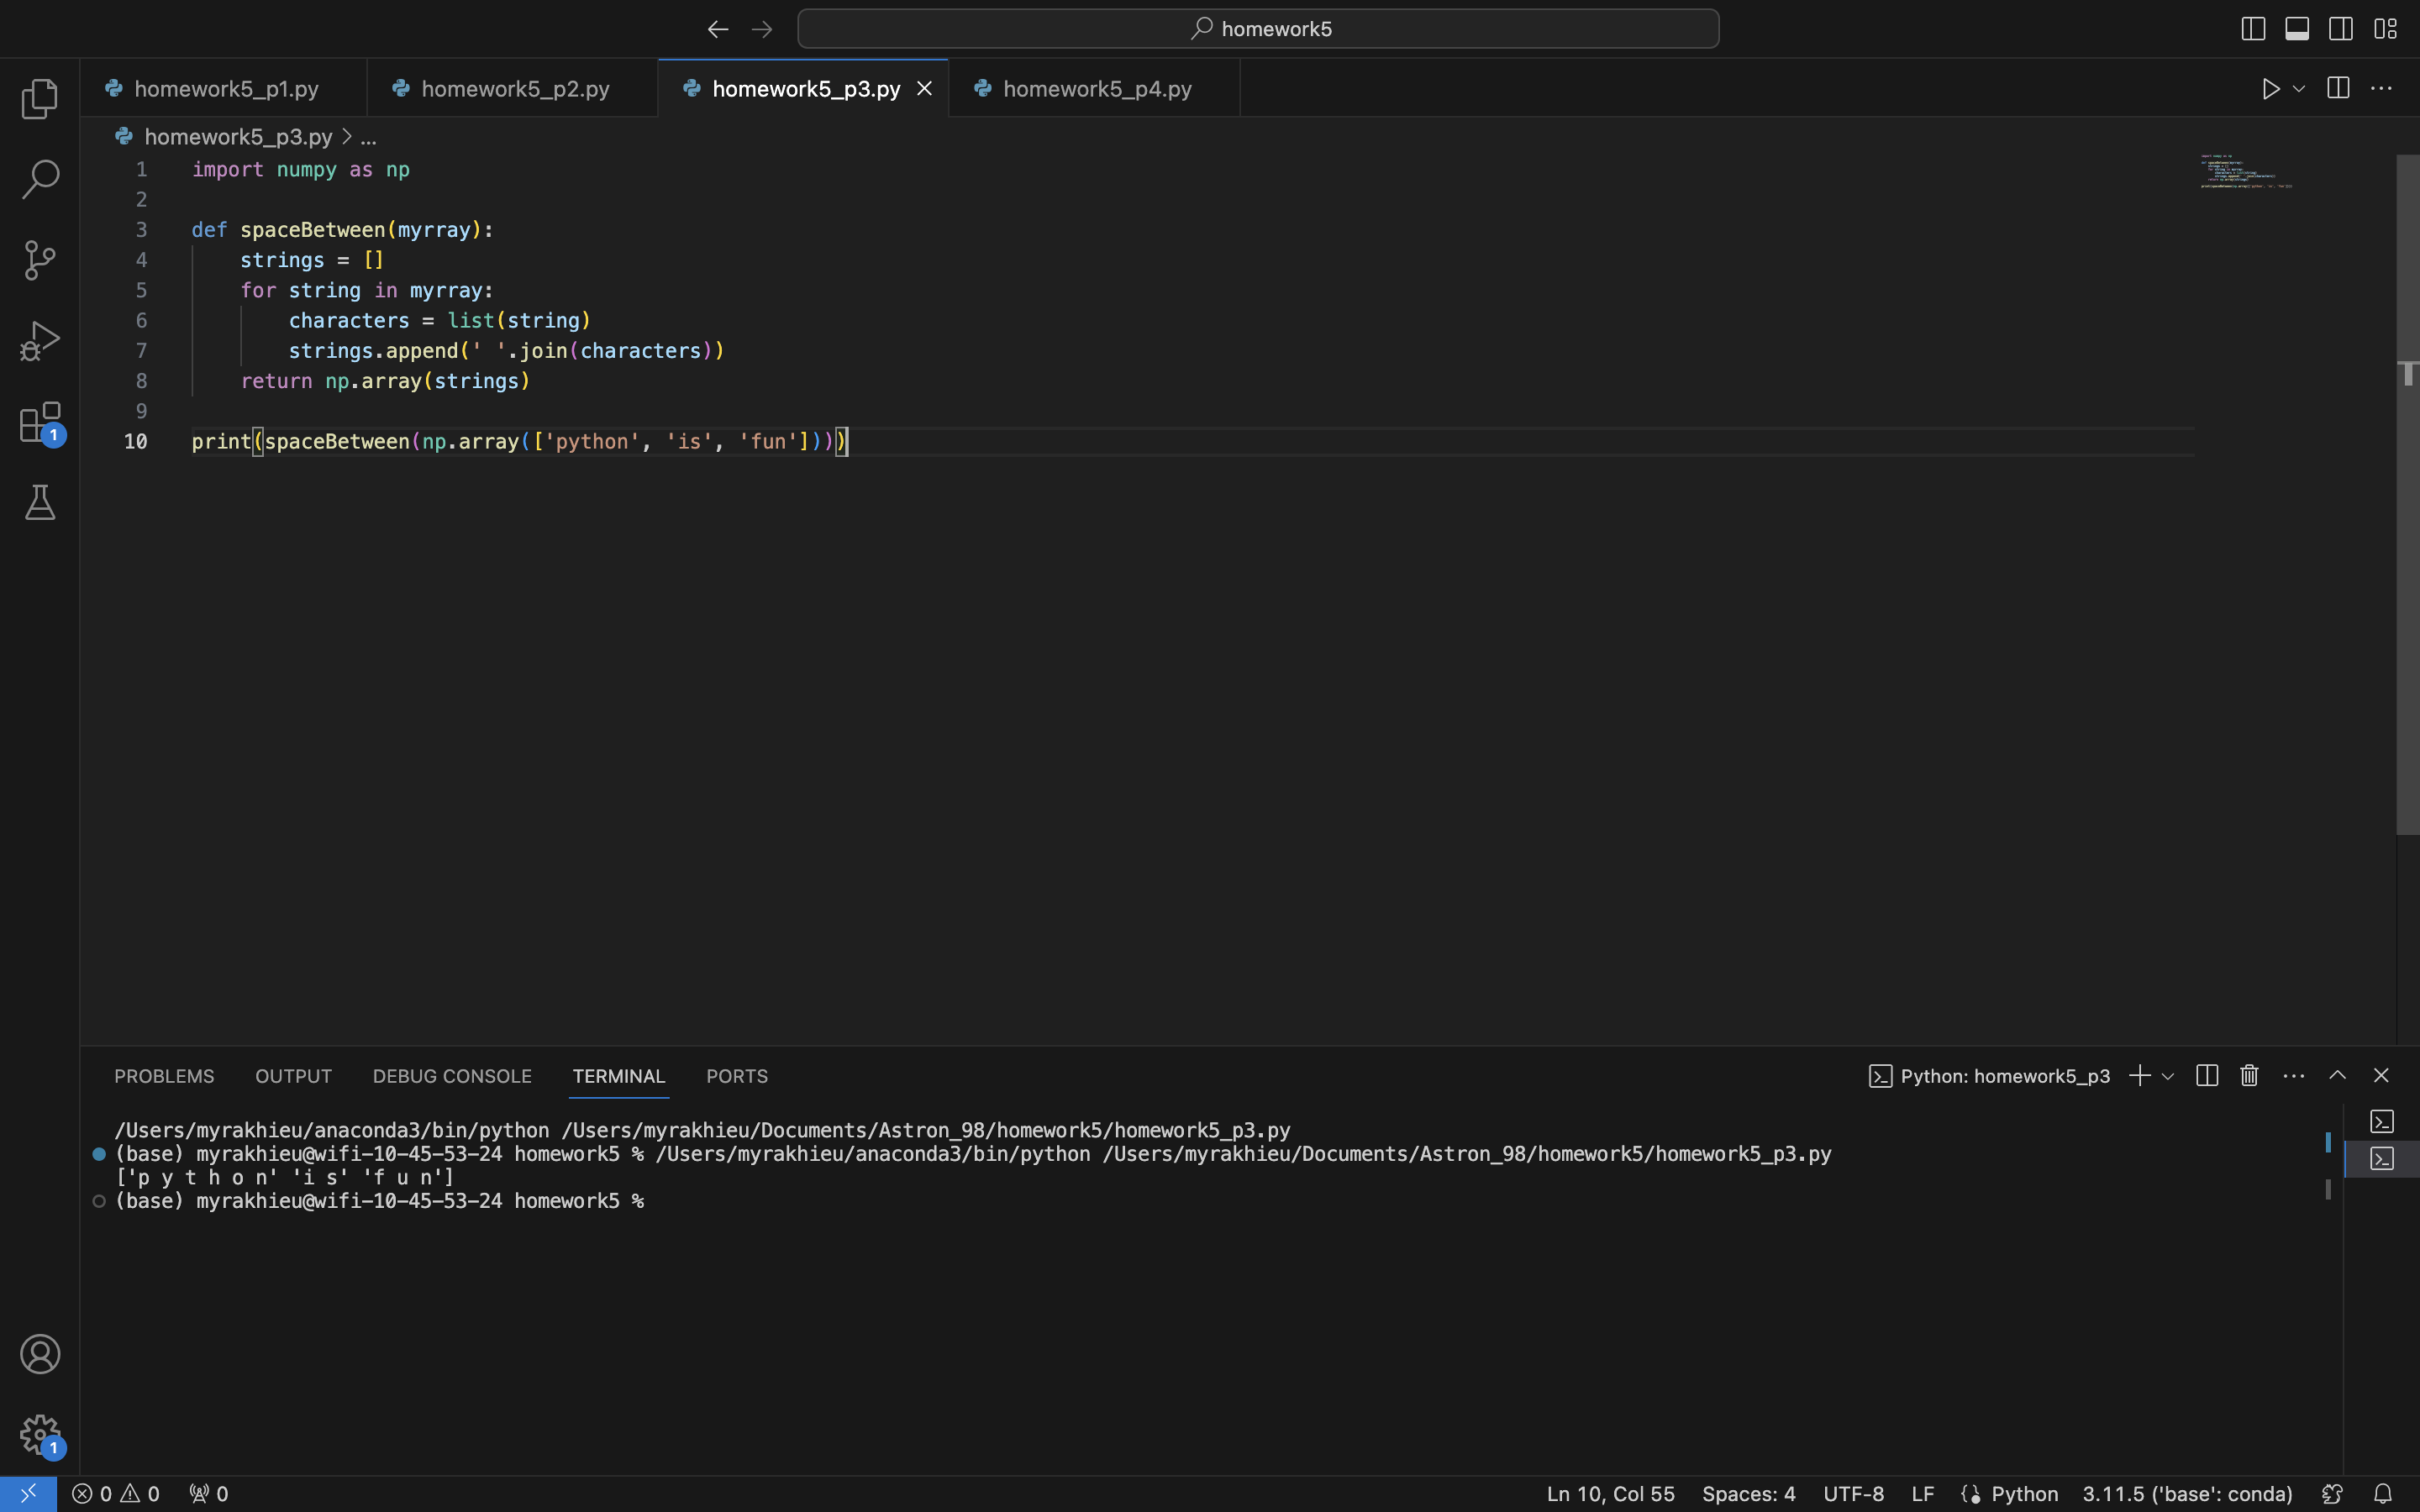 homework5
homework5_p1.py
homework5_p2.py
homework5_p3.py
homework5_p4.py
homework5_p3.py > ...
1 import numpy as np
2
3 def spaceBetween(myrray):
4     strings = []
5     for string in myrray:
6         characters = list(string)
7         strings.append(' '.join(characters))
8     return np.array(strings)
9
10 print(spaceBetween(np.array(['python', 'is', 'fun'])))
1
PROBLEMS OUTPUT DEBUG CONSOLE TERMINAL PORTS
Python: homework5_p3
/Users/myrakhieu/anaconda3/bin/python /Users/myrakhieu/Documents/Astron_98/homework5/homework5_p3.py
(base) myrakhieu@wifi-10-45-53-24 homework5 % /Users/myrakhieu/anaconda3/bin/python /Users/myrakhieu/Documents/Astron_98/homework5/homework5_p3.py
['p y t h o n' 'i s' 'f u n']
(base) myrakhieu@wifi-10-45-53-24 homework5 %
1
0 0 0 Ln 10, Col 55 Spaces: 4 UTF-8 LF Python 3.11.5 ('base': conda)